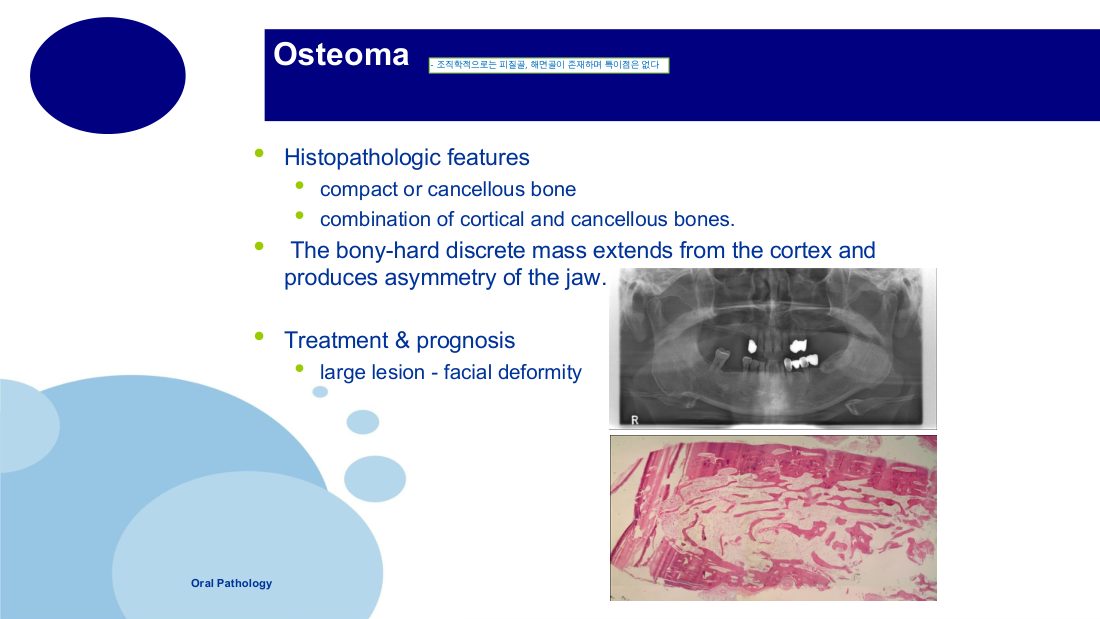 Osteoma
- 조직학적으로는 피질골, 해면골이 존재하며 특이점은 없다
• Histopathologic features
• compact or cancellous bone
• combination of cortical and cancellous bones.
• The bony-hard discrete mass extends from the cortex and
produces asymmetry of the jaw.
• Treatment & prognosis
• large lesion - facial deformity
R
Oral Pathology